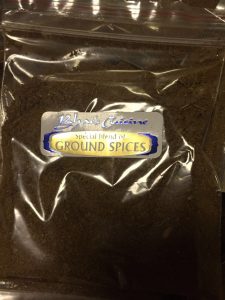 Cuisine
Special Blend of
GROUND SPICES